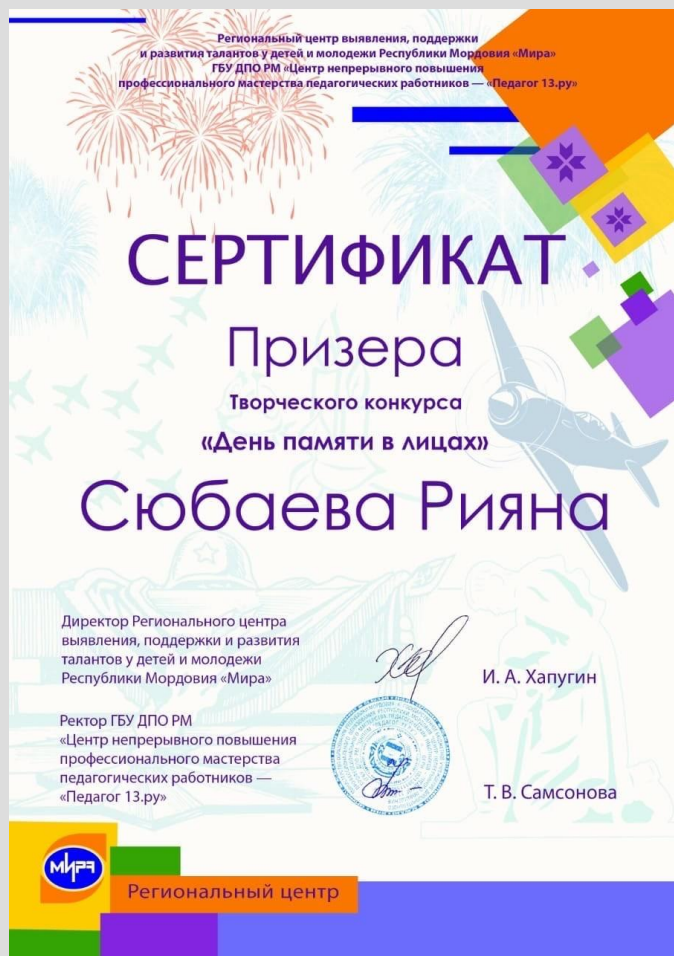 Региональный центр выявления, поддержки
и развития талантов у детей и молодежи Республики Мордовия «Мира»
ГБУ ДПО РМ «Центр непрерывного повышения
профессионального мастерства педагогических работников — «Педагог 13.ру»
СЕРТИФИКАТ
Призера
Творческого конкурса
«День памяти в лицах»
Сюбаева Рияна
Директор Регионального центра
выявления, поддержки и развития
талантов у детей и молодежи
Республики Мордовия «Мира»
И. А. Хапугин
Ректор ГБУ ДПО РМ
«Центр непрерывного повышения
профессионального мастерства
педагогических работников —
«Педагог 13.ру»
Т. В. Самсонова
МИРА
Региональный центр